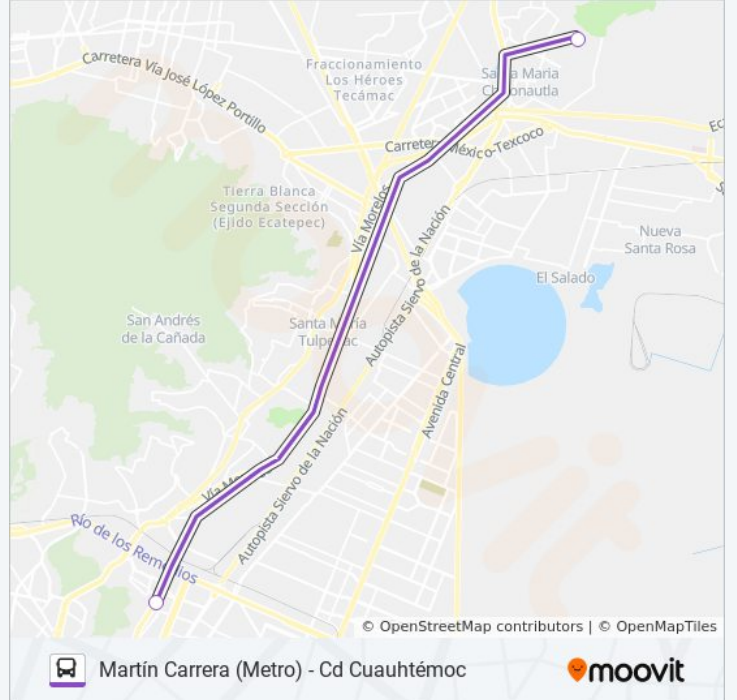 Carretera Vía José López Portillo
Fraccionamiento
Los Héroes
Tecámac
Santa Maria
Chiconautla
Carretera México-Texcoco
Tierra Blanca
Segunda Sección
(Ejido Ecatepec)
Vía Morelos
Autopista Siervo de la Nación
Nueva
Santa Rosa
El Salado
San Andrés
de la Cañada
Santa María
Tulpetlac
Avenida Central
Autopista Siervo de la Nación
Vía Morelos
Río de los Remedios
© OpenStreetMap contributors | © OpenMapTiles
Martín Carrera (Metro) - Cd Cuauhtémoc
moovit